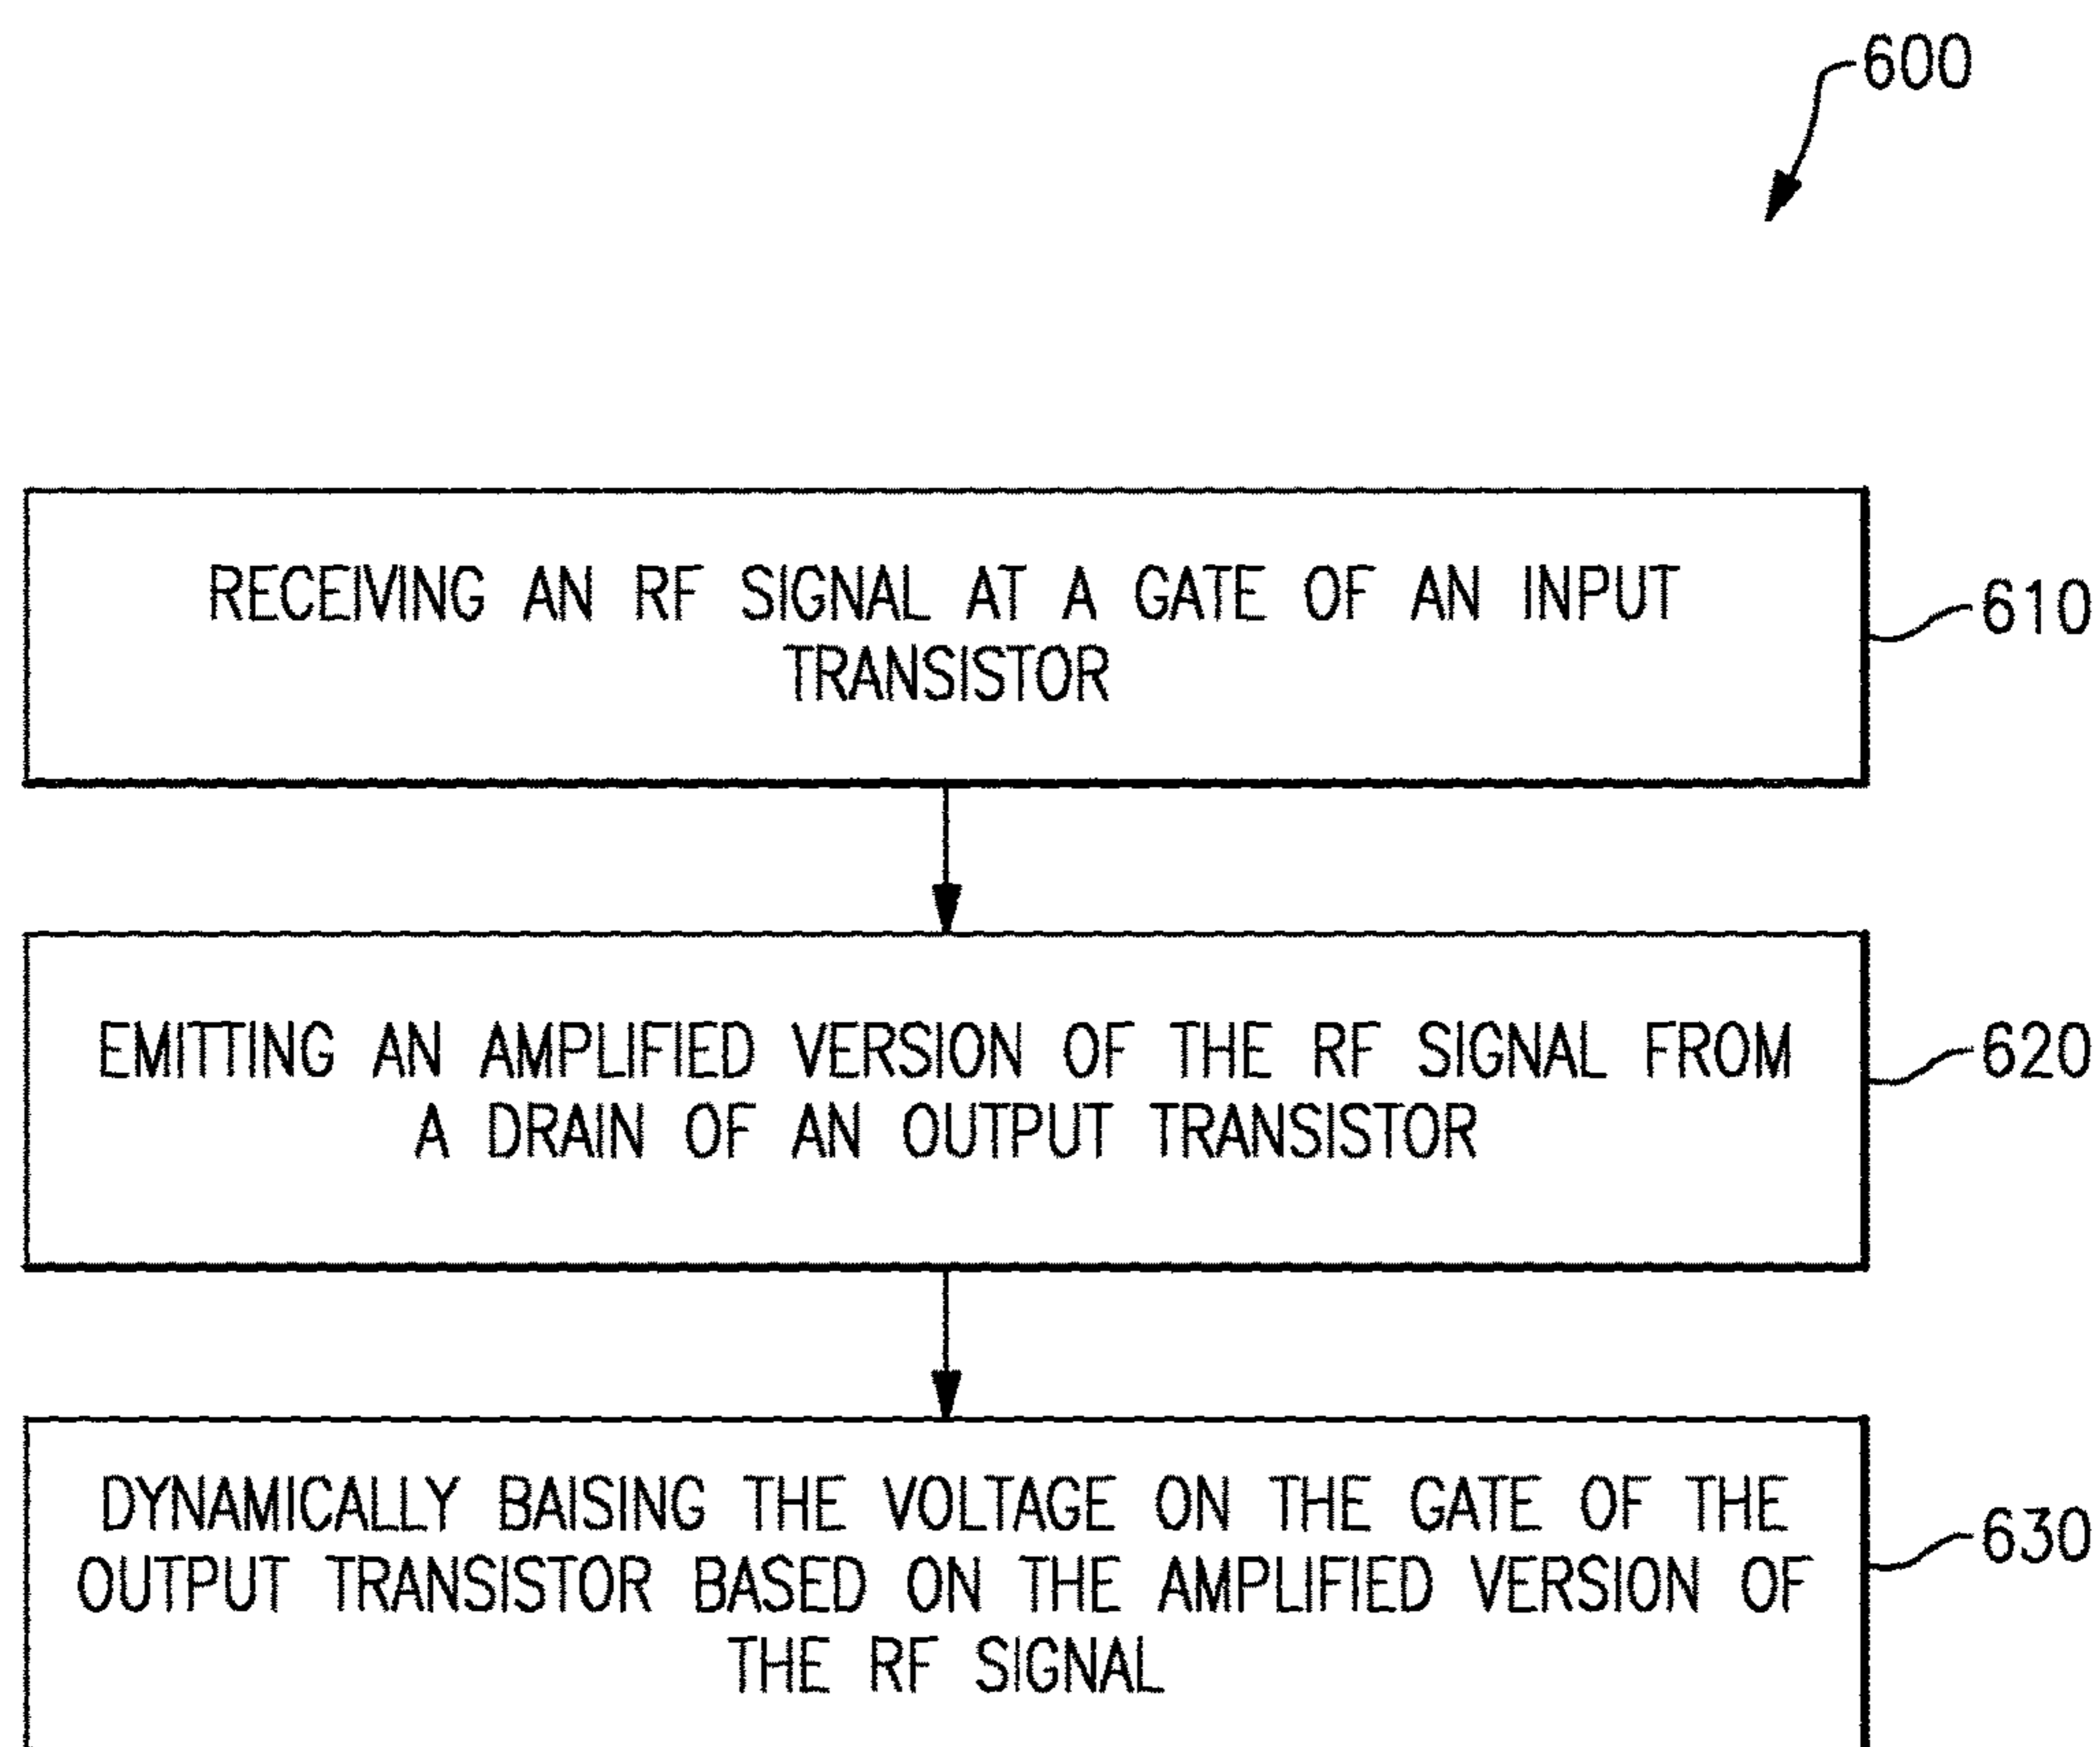 600
RECEIVING AN RF SIGNAL AT A GATE OF AN INPUT
TRANSISTOR
610
EMITTING AN AMPLIFIED VERSION OF THE RF SIGNAL FROM
A DRAIN OF AN OUTPUT TRANSISTOR
620
DYNAMICALLY BAISING THE VOLTAGE ON THE GATE OF THE
OUTPUT TRANSISTOR BASED ON THE AMPLIFIED VERSION OF
THE RF SIGNAL
630